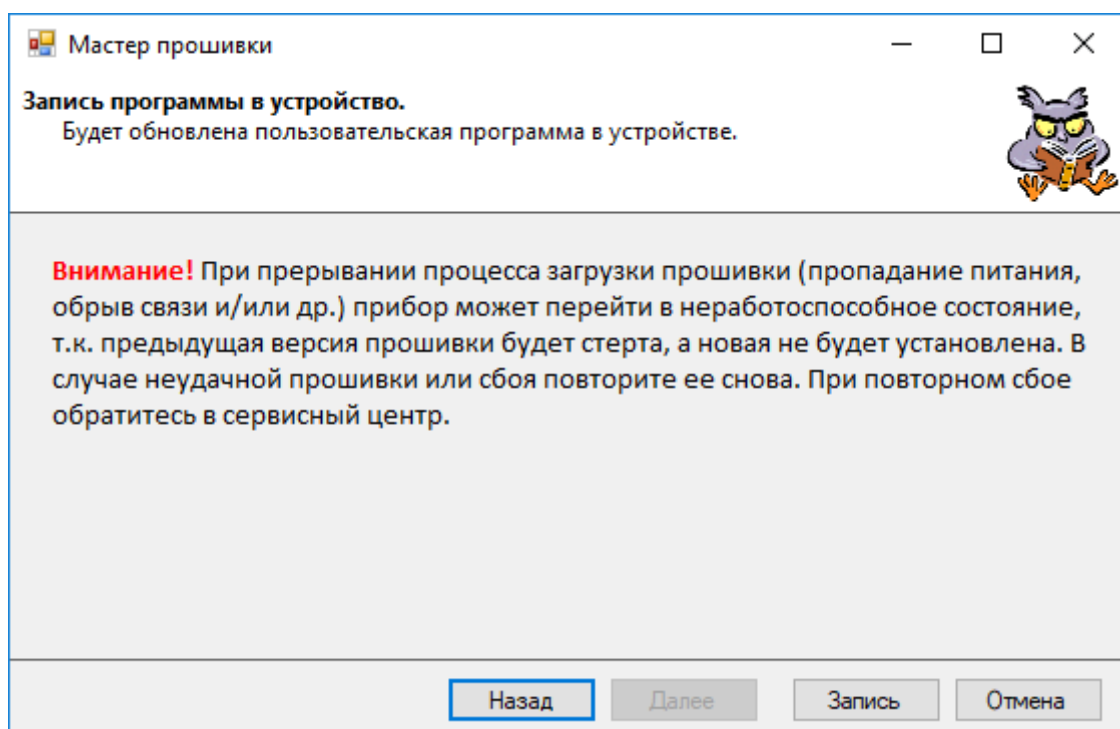 Мастер прошивки
Запись программы в устройство.
Будет обновлена пользовательская программа в устройстве.
Внимание! При прерывании процесса загрузки прошивки (пропадание питания,
обрыв связи и/или др.) прибор может перейти в неработоспособное состояние,
т.к. предыдущая версия прошивки будет стерта, а новая не будет установлена. В
случае неудачной прошивки или сбоя повторите ее снова. При повторном сбое
обратитесь в сервисный центр.
Назад Далее Запись Отмена